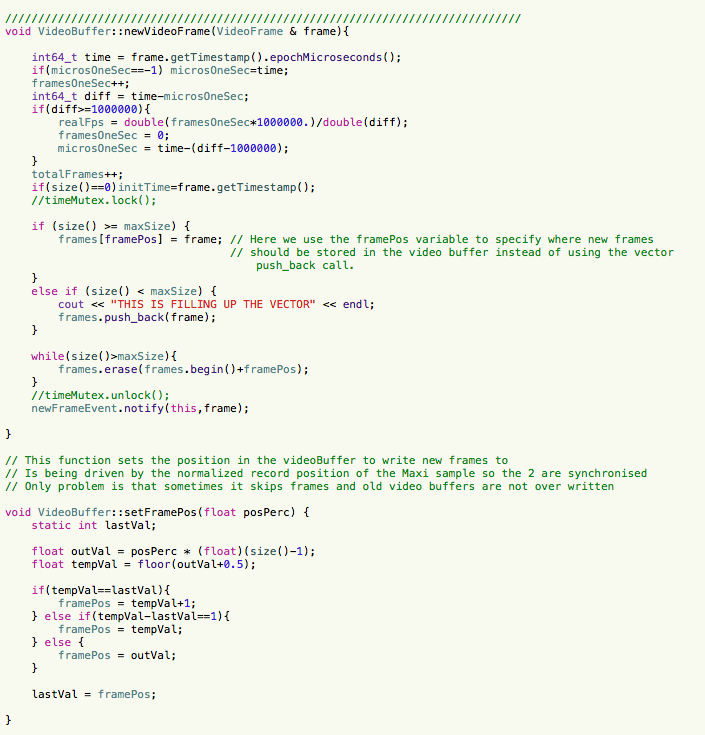 ///////////////////////////////////////////////////////////////////////////////
void VideoBuffer::newVideoFrame(VideoFrame & frame){

    int64_t time = frame.getTimestamp().epochMicroseconds();
    if(microsOneSec==-1) microsOneSec=time;
    framesOneSec++;
    int64_t diff = time-microsOneSec;
    if(diff>=1000000){
        realFps = double(framesOneSec*1000000.)/double(diff);
        framesOneSec = 0;
        microsOneSec = time-(diff-1000000);
    }
    totalFrames++;
    if(size()==0)initTime=frame.getTimestamp();
    //timeMutex.lock();

    if (size() >= maxSize) {
        frames[framePos] = frame; // Here we use the framePos variable to specify where new frames
                                  // should be stored in the video buffer instead of using the vector
                                      push_back call.
    }
    else if (size() < maxSize) {
        cout << "THIS IS FILLING UP THE VECTOR" << endl;
        frames.push_back(frame);
    }

    while(size()>maxSize){
        frames.erase(frames.begin()+framePos);
    }
    //timeMutex.unlock();
    newFrameEvent.notify(this,frame);

}

// This function sets the position in the videoBuffer to write new frames to
// Is being driven by the normalized record position of the Maxi sample so the 2 are synchronised
// Only problem is that sometimes it skips frames and old video buffers are not over written

void VideoBuffer::setFramePos(float posPerc) {
    static int lastVal;

    float outVal = posPerc * (float)(size()-1);
    float tempVal = floor(outVal+0.5);

    if(tempVal==lastVal){
        framePos = tempVal+1;
    } else if(tempVal-lastVal==1){
        framePos = tempVal;
    } else {
        framePos = outVal;
    }

    lastVal = framePos;

}